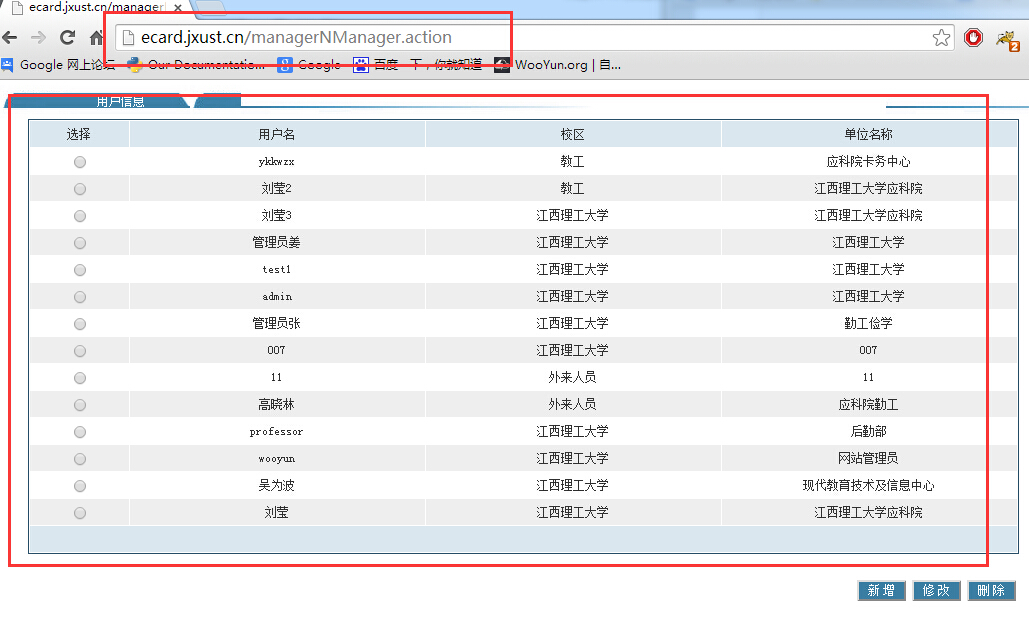 ecard.jxust.cn/manager
ecard.jxust.cn/managerNManager.action
Google 网上论坛 Our Documentation... Google 百度一下，你就知道 WooYun.org | 自...
用户信息
选择 用户名 校区 单位名称
ykkwzx 教工 应科院卡务中心
刘莹2 教工 江西理工大学应科院
刘莹3 江西理工大学 江西理工大学应科院
管理员姜 江西理工大学 江西理工大学
test1 江西理工大学 江西理工大学
admin 江西理工大学 江西理工大学
管理员张 江西理工大学 勤工俭学
007 江西理工大学 007
11 外来人员 11
高晓林 外来人员 应科院勤工
professor 江西理工大学 后勤部
wooyun 江西理工大学 网站管理员
吴为波 江西理工大学 现代教育技术及信息中心
刘莹 江西理工大学 江西理工大学应科院
新增 修改 删除